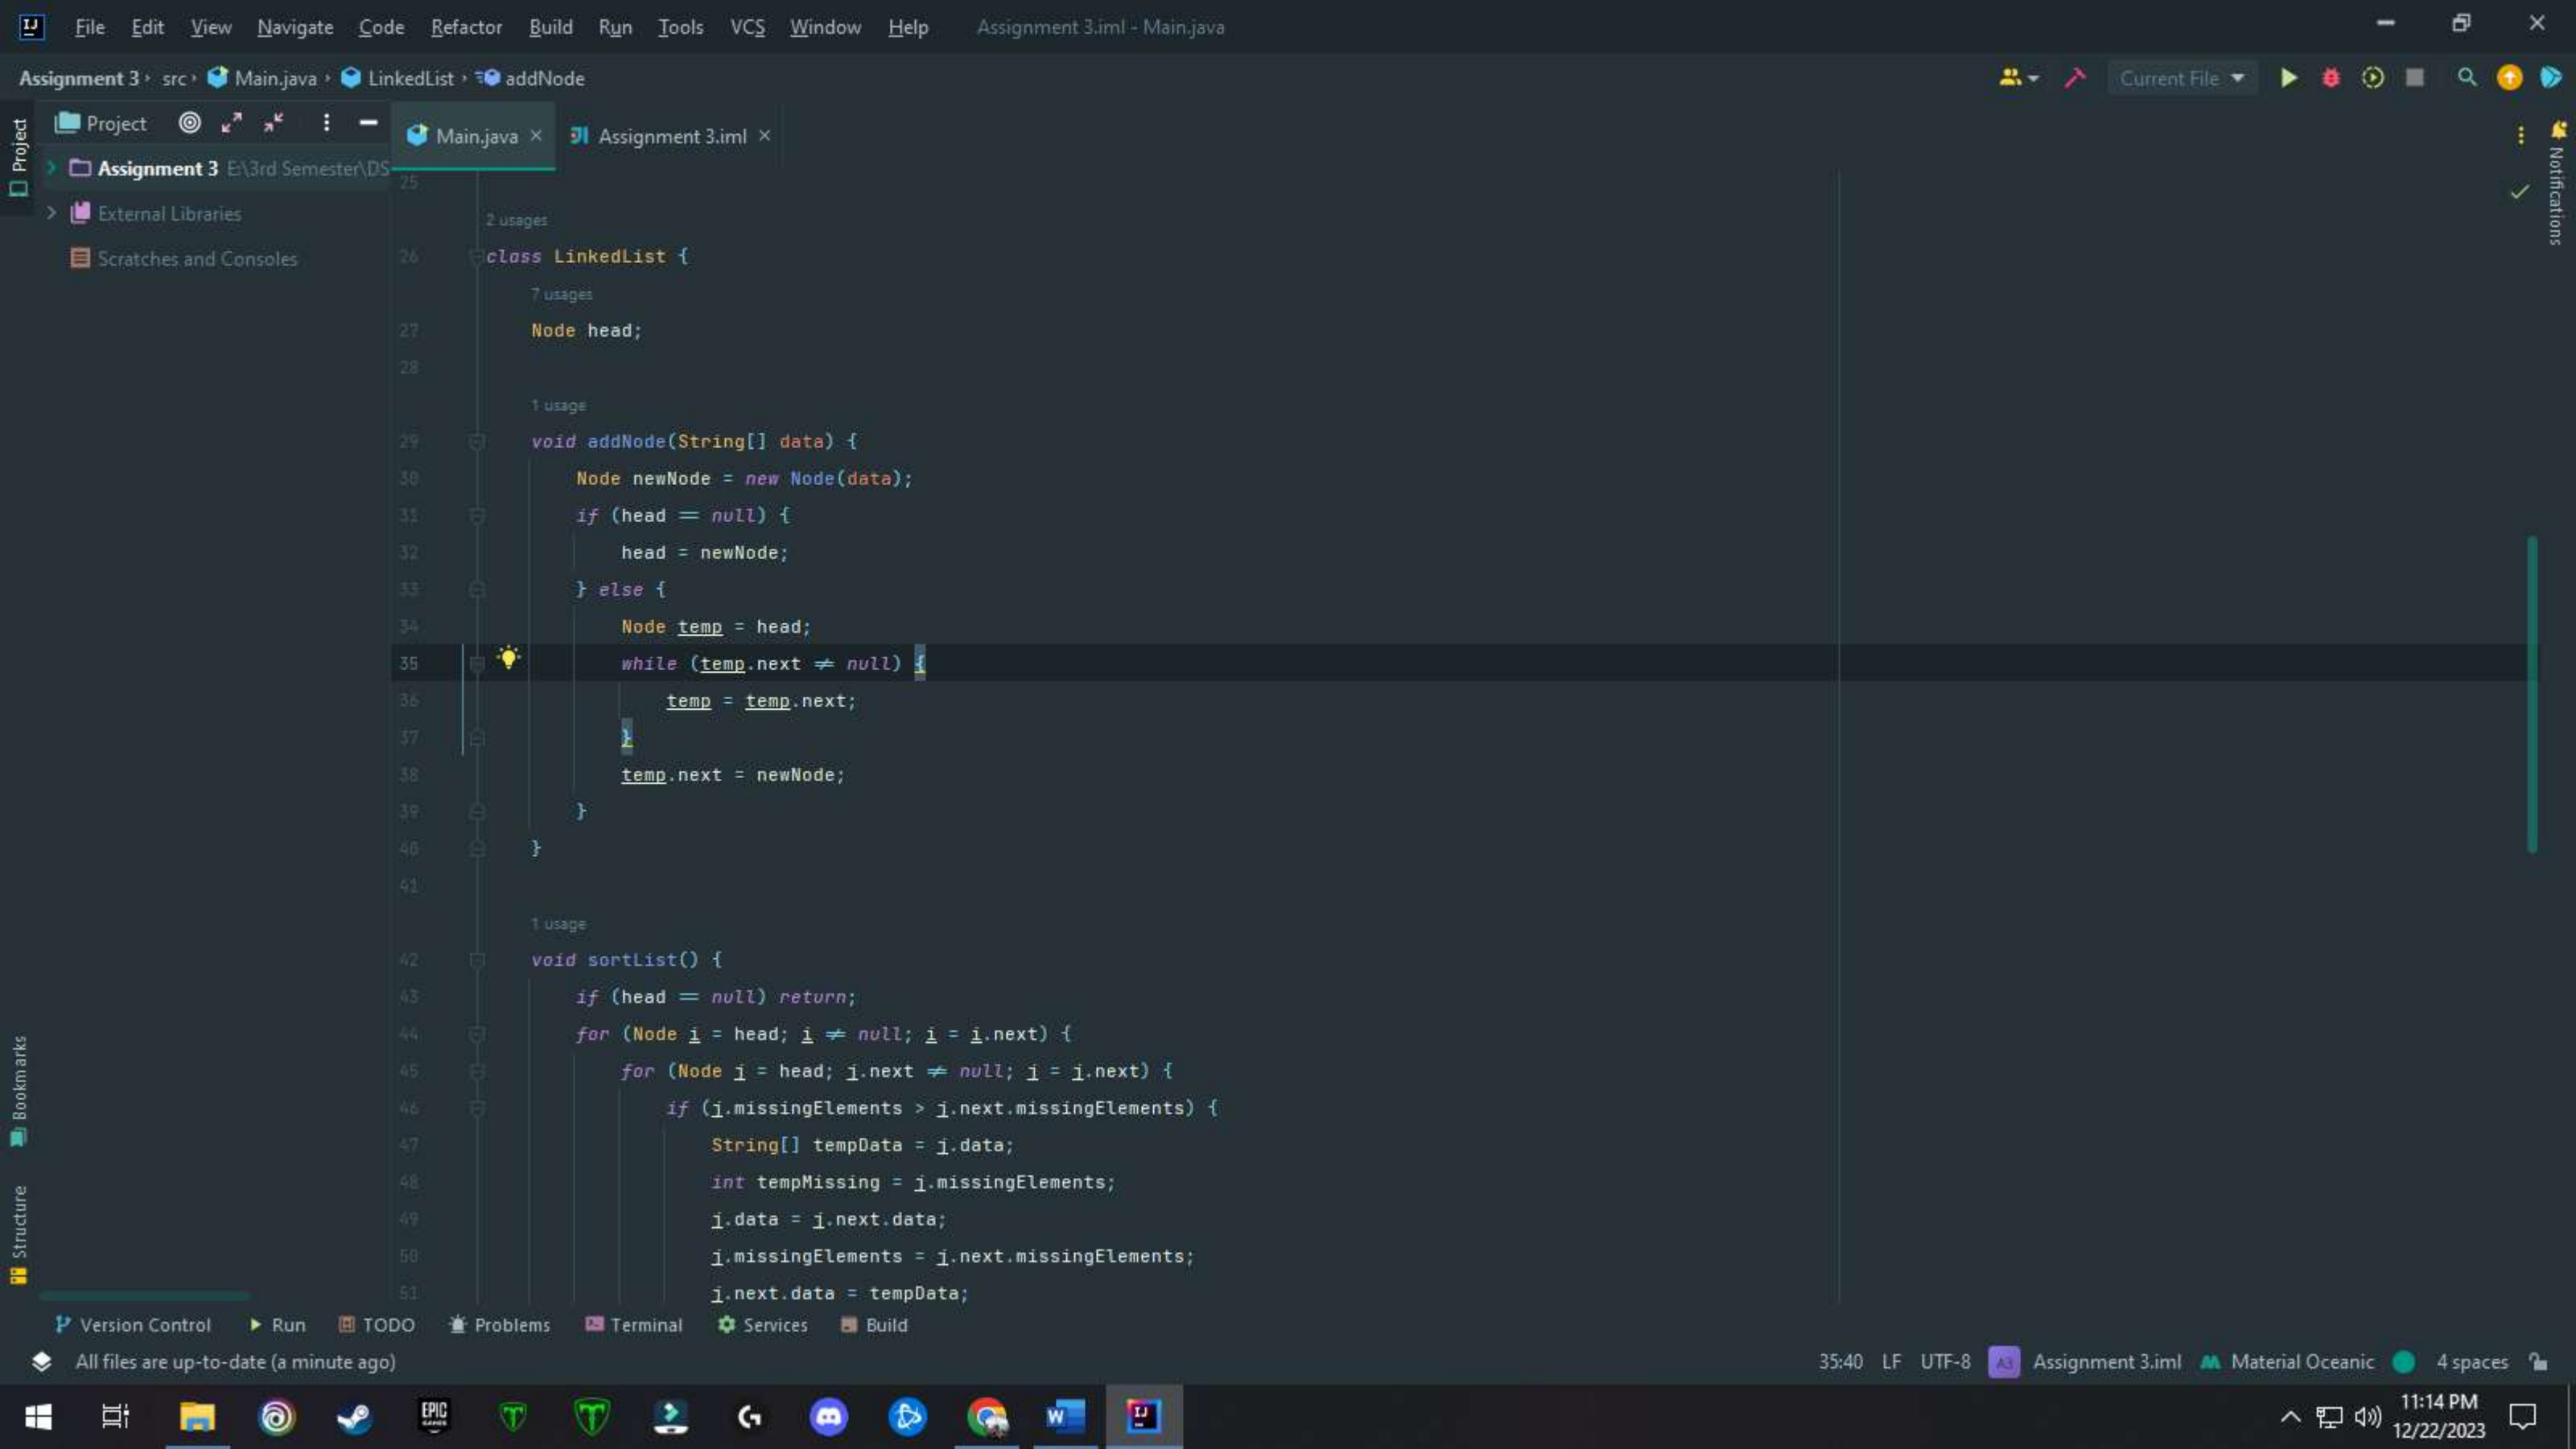 File Edit View Navigate Code Refactor Build Run Tools VCS Window Help Assignment 3.iml - Main.java
Assignment 3 › src › Main.java › LinkedList › addNode
Current File
Project
Main.java
Assignment 3.iml
Project
Notifications
Assignment 3 E:\3rd Semester\DS
External Libraries
Scratches and Consoles
25
2 usages
26 class LinkedList {
7 usages
27 Node head;
28
1 usage
29 void addNode(String[] data) {
30 Node newNode = new Node(data);
31 if (head == null) {
32 head = newNode;
33 } else {
34 Node temp = head;
35 while (temp.next != null) {
36 temp = temp.next;
37 }
38 temp.next = newNode;
39 }
40 }
41
1 usage
42 void sortList() {
43 if (head == null) return;
44 for (Node i = head; i != null; i = i.next) {
45 for (Node j = head; j.next != null; j = j.next) {
46 if (j.missingElements > j.next.missingElements) {
47 String[] tempData = j.data;
48 int tempMissing = j.missingElements;
49 j.data = j.next.data;
50 j.missingElements = j.next.missingElements;
51 j.next.data = tempData;
Bookmarks
Structure
Version Control Run TODO Problems Terminal Services Build
All files are up-to-date (a minute ago)
35:40 LF UTF-8 A3 Assignment 3.iml Material Oceanic 4 spaces
EPIC GAMES
W
IJ
11:14 PM
12/22/2023